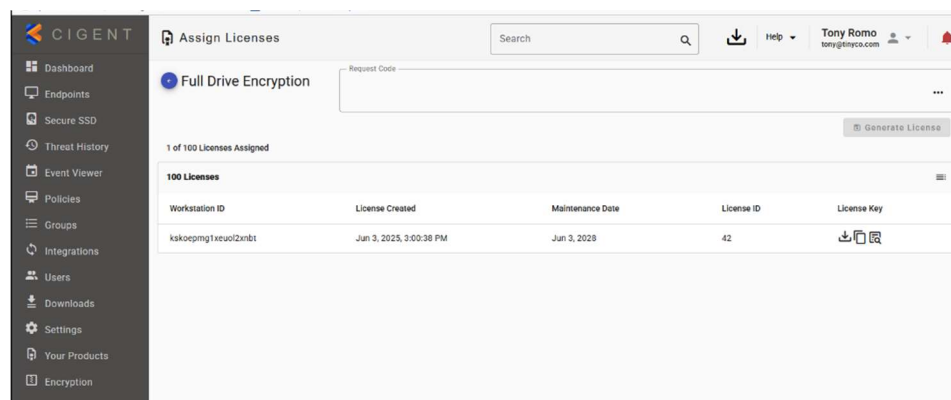 CIGENT
Assign Licenses
Search
Help
Tony Romo
tony@tinyco.com
Dashboard
Endpoints
Secure SSD
Threat History
Event Viewer
Policies
Groups
Integrations
Users
Downloads
Settings
Your Products
Encryption
Full Drive Encryption
Request Code
...
Generate License
1 of 100 Licenses Assigned
100 Licenses
Workstation ID License Created Maintenance Date License ID License Key
kskoepmg1xeuol2xnbt Jun 3, 2025, 3:00:38 PM Jun 3, 2028 42